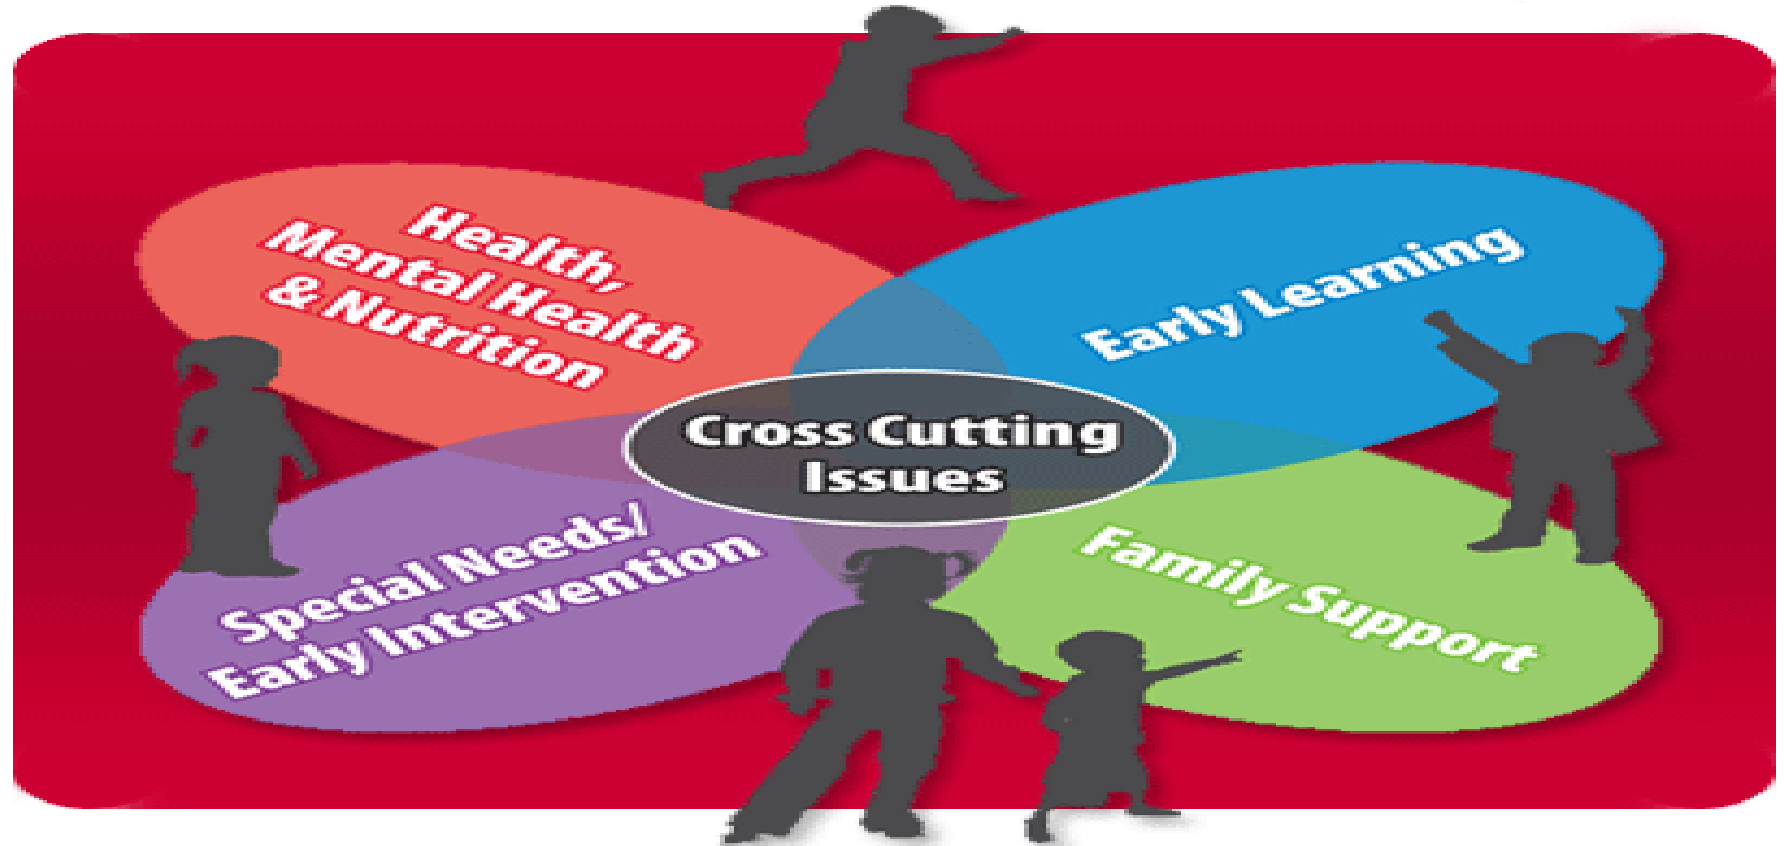 Health,
Mental Health
& Nutrition
Early Learning
Cross Cutting
Issues
Special Needs/
Early Intervention
Family Support